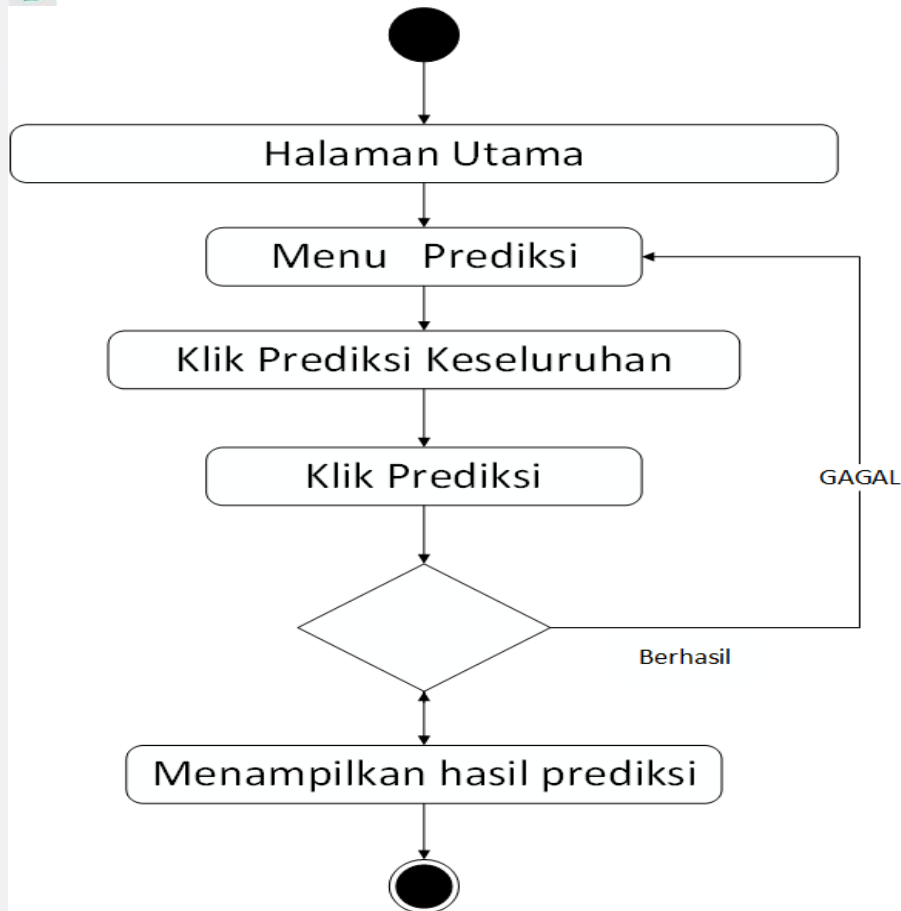 Halaman Utama
Menu Prediksi
Klik Prediksi Keseluruhan
Klik Prediksi
GAGAL
Berhasil
Menampilkan hasil prediksi